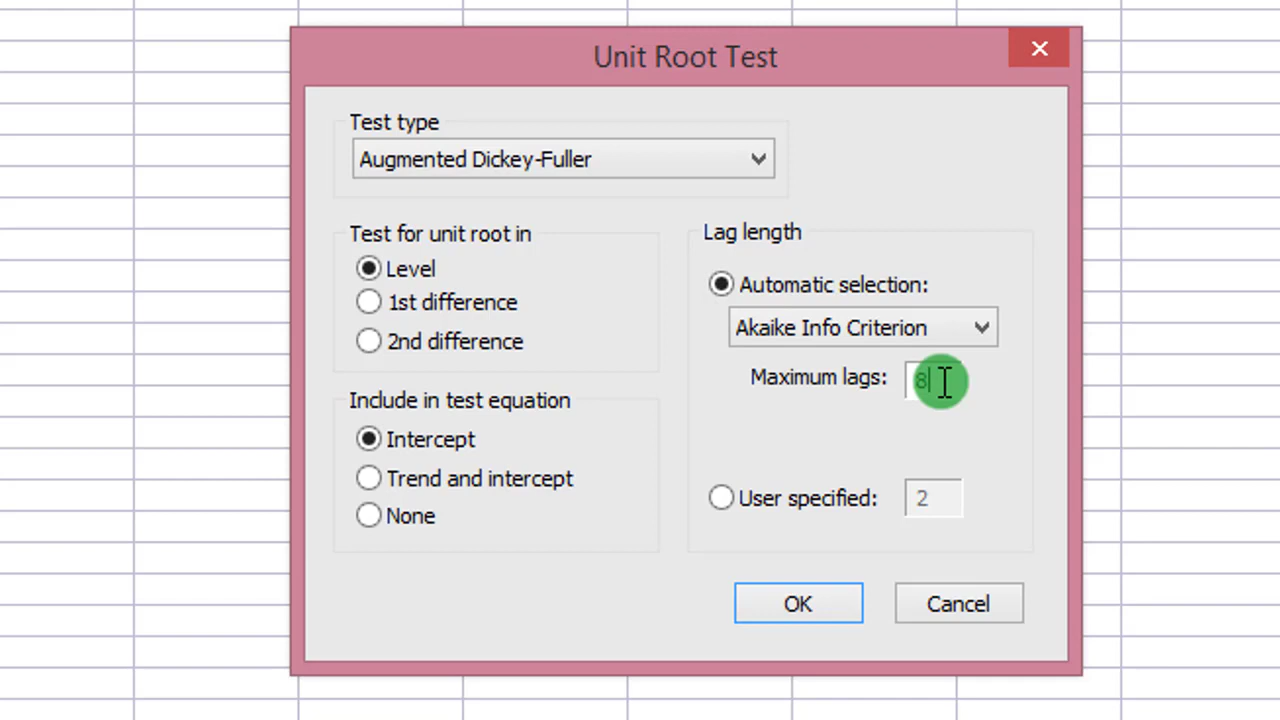 Unit Root Test
Test type
Augmented Dickey-Fuller
Test for unit root in
Level
1st difference
2nd difference
Include in test equation
Intercept
Trend and intercept
None
Lag length
Automatic selection:
Akaike Info Criterion
Maximum lags: 8
User specified: 2
OK
Cancel